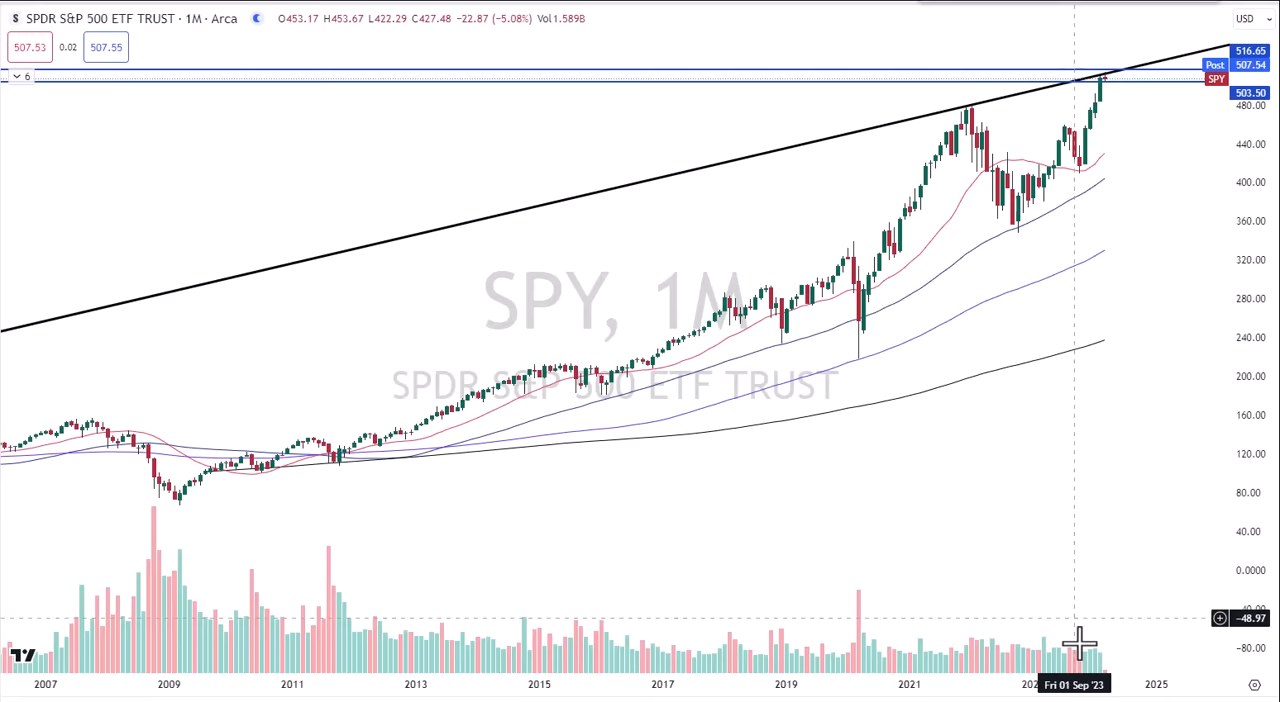 S SPDR S&P 500 ETF TRUST · 1M · Arca O453.17 H453.67 L422.29 C427.48 −22.87 (−5.08%) Vol1.589B USD
507.53 0.02 507.55
516.65
Post 507.54
6
SPY
503.50
480.00
440.00
400.00
360.00
320.00
SPY, 1M
280.00
240.00
200.00
SPDR S&P 500 ETF TRUST
160.00
120.00
80.00
40.00
0.0000
−40.00
−48.97
−80.00
2007 2009 2011 2013 2015 2017 2019 2021 Fri 01 Sep '23 2025